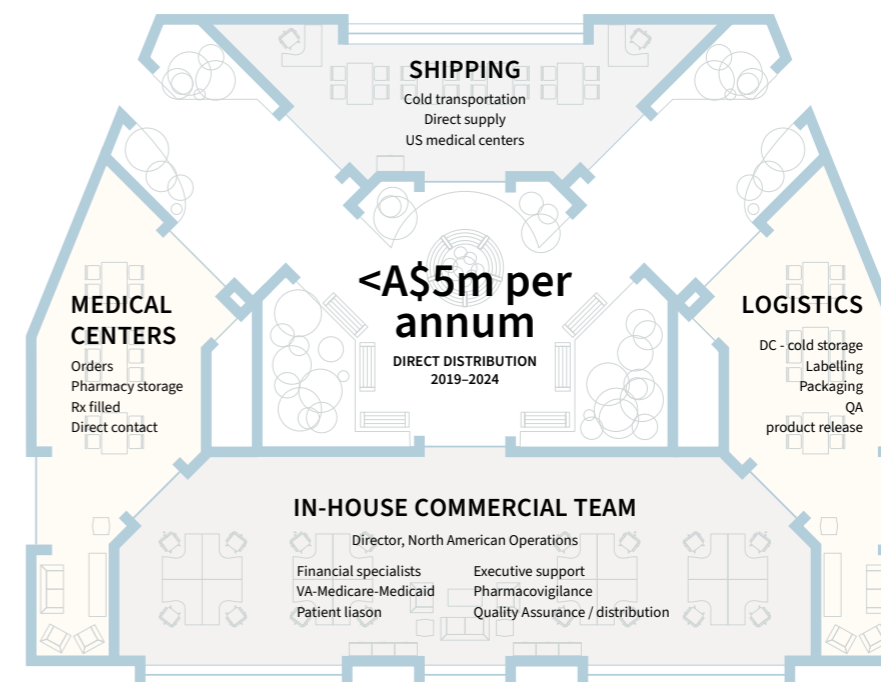 SHIPPING
Cold transportation
Direct supply
US medical centers
<A$5m per
annum
DIRECT DISTRIBUTION
2019–2024
MEDICAL
CENTERS
Orders
Pharmacy storage
Rx filled
Direct contact
LOGISTICS
DC - cold storage
Labelling
Packaging
QA
product release
IN-HOUSE COMMERCIAL TEAM
Director, North American Operations
Financial specialists
VA-Medicare-Medicaid
Patient liason
Executive support
Pharmacovigilance
Quality Assurance / distribution